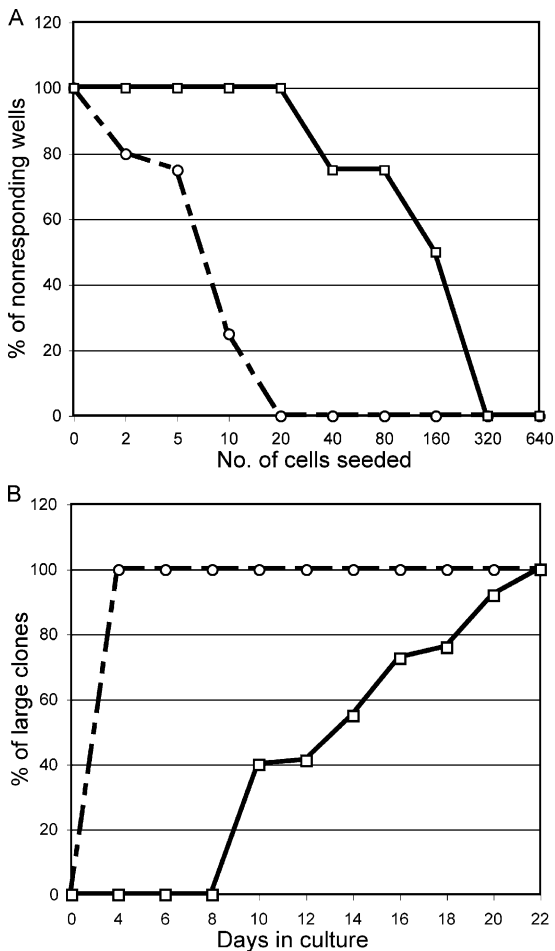 A
120
100
80
60
40
20
0
% of nonresponding wells
0 2 5 10 20 40 80 160 320 640
No. of cells seeded
B
120
100
80
60
40
20
0
% of large clones
0 4 6 8 10 12 14 16 18 20 22
Days in culture